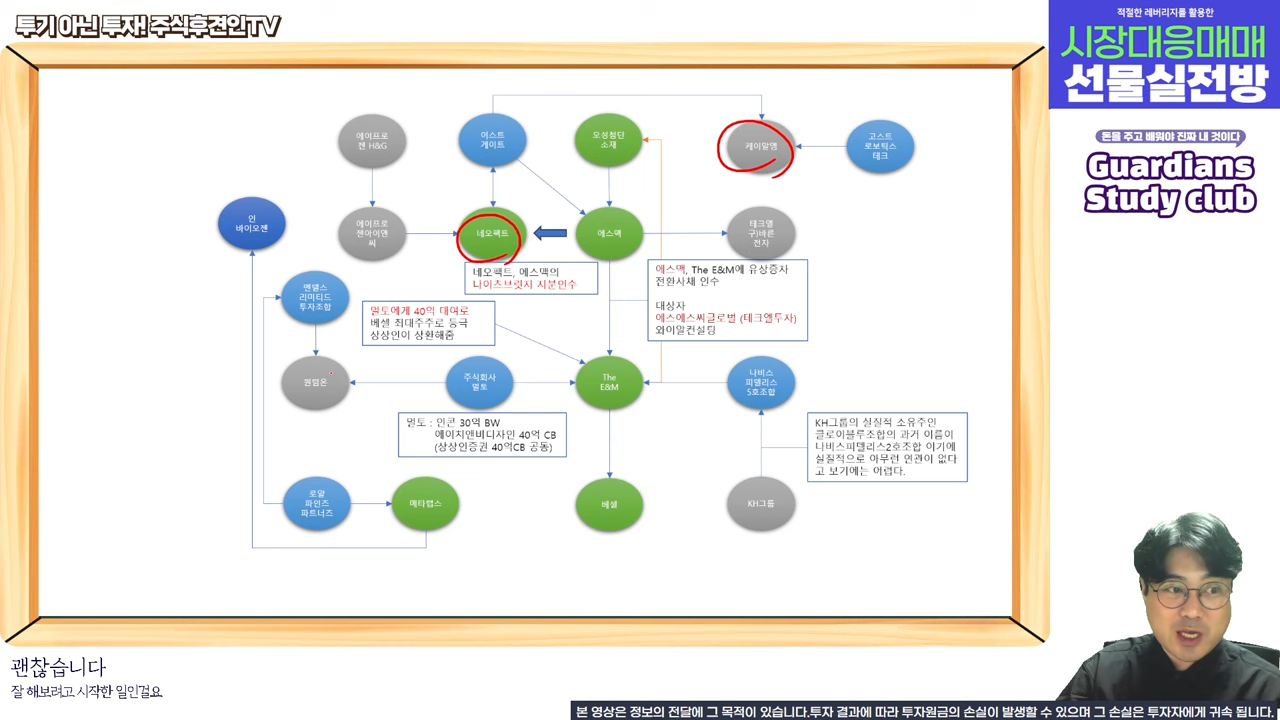 투기 아닌 투재! 주식후견인TV
적절한 레버리지를 활용한
시장대응매매
선물실전방
돈을 주고 배워야 진짜 내 것이다
Guardians
Study club
에이프로
젠 H&G
이스트
게이트
오성첨단
소재
케이알엠
고스트
로보틱스
테크
인
바이오젠
에이프로
젠아이앤
씨
네오펙트
에스맥
테크엘
구)바른
전자
네오펙트, 에스맥의
나이츠브릿지 지분인수
에스맥, The E&M에 유상증자
전환사채 인수
대상자
에스에스씨글로벌 (테크엘투자)
와이알컨설팅
멘델스
리미티드
투자조합
멀토에게 40억 대여로
베셀 최대주주로 등극
상상인이 상환해줌
퀀텀온
주식회사
멀토
The
E&M
나비스
피델리스
5호조합
멀토 : 인콘 30억 BW
에이치앤비디자인 40억 CB
(상상인증권 40억CB 공동)
KH그룹의 실질적 소유주인
클로이블루조합의 과거 이름이
나비스피델리스2호조합 이기에
실질적으로 아무런 연관이 없다
고 보기에는 어렵다.
로얄
파인즈
파트너즈
메타랩스
베셀
KH그룹
괜찮습니다
잘 해보려고 시작한 일인걸요
본 영상은 정보의 전달에 그 목적이 있습니다.투자 결과에 따라 투자원금의 손실이 발생할 수 있으며 그 손실은 투자자에게 귀속 됩니다.